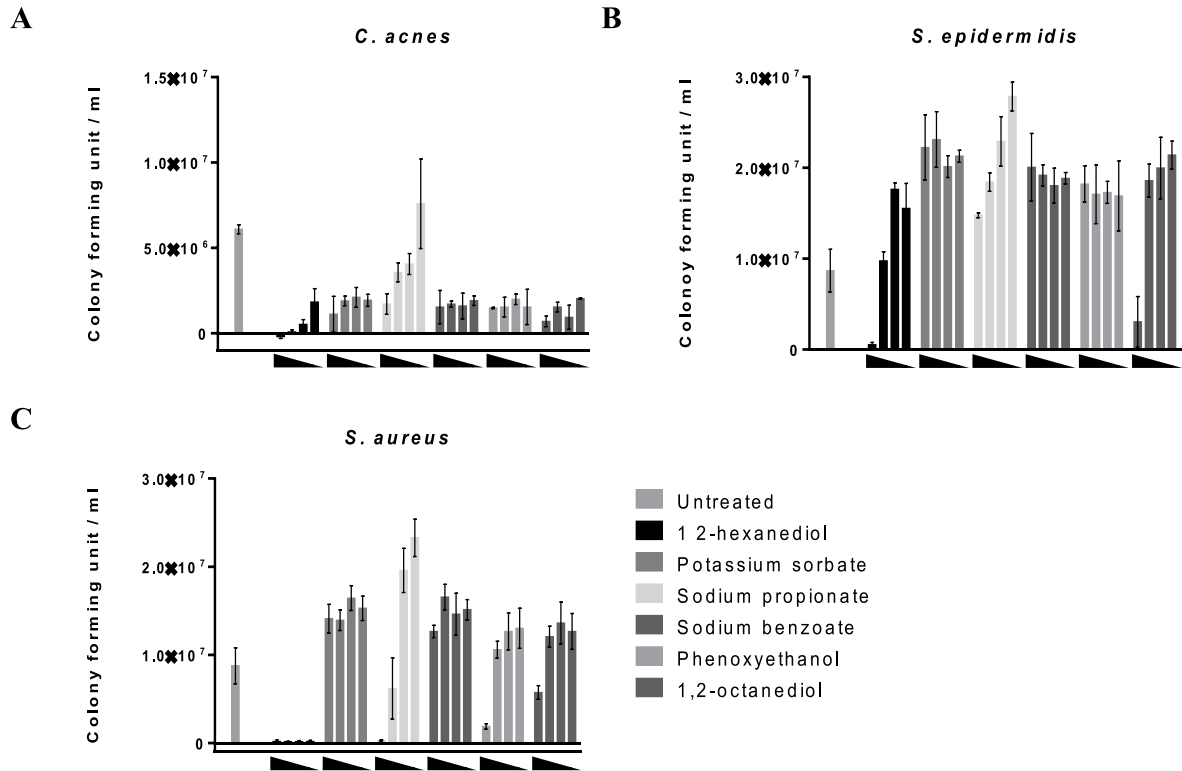 A
C. acnes
Colony forming unit / ml
1.5✖10 7
1.0✖10 7
5.0✖10 6
0
B
S. epidermidis
Colonoy forming unit / ml
3.0✖10 7
2.0✖10 7
1.0✖10 7
0
C
S. aureus
Colony forming unit / ml
3.0✖10 7
2.0✖10 7
1.0✖10 7
0
Untreated
1 2-hexanediol
Potassium sorbate
Sodium propionate
Sodium benzoate
Phenoxyethanol
1,2-octanediol